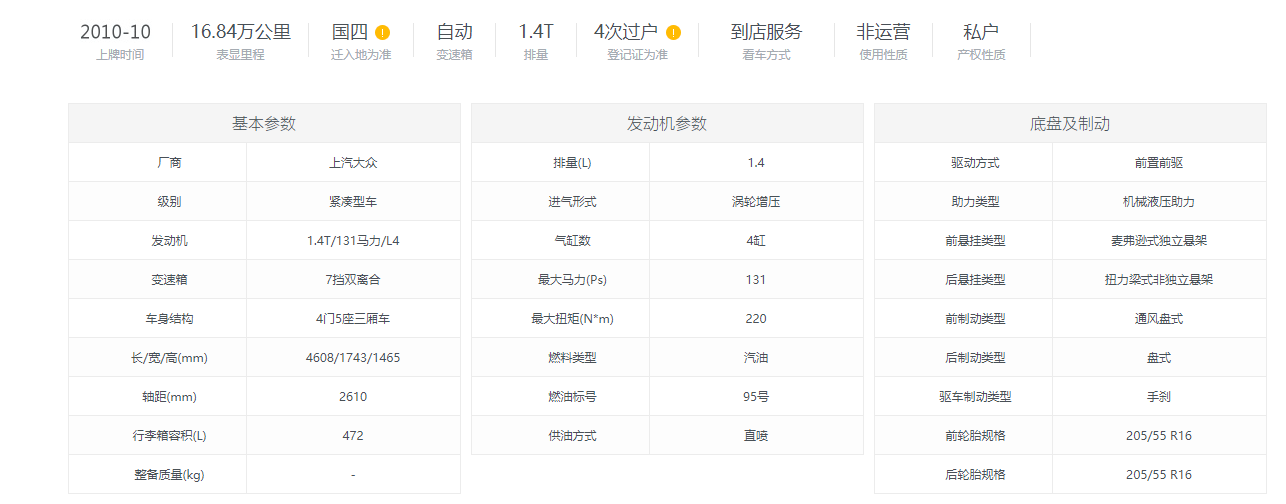 2010-10 16.84万公里 国四 自动 1.4T 4次过户 到店服务 非运营 私户
上牌时间 表显里程 迁入地为准 变速箱 排量 登记证为准 看车方式 使用性质 产权性质
基本参数 发动机参数 底盘及制动
厂商 上汽大众 排量(L) 1.4 驱动方式 前置前驱
级别 紧凑型车 进气形式 涡轮增压 助力类型 机械液压助力
发动机 1.4T/131马力/L4 气缸数 4缸 前悬挂类型 麦弗逊式独立悬架
变速箱 7挡双离合 最大马力(Ps) 131 后悬挂类型 扭力梁式非独立悬架
车身结构 4门5座三厢车 最大扭矩(N*m) 220 前制动类型 通风盘式
长/宽/高(mm) 4608/1743/1465 燃料类型 汽油 后制动类型 盘式
轴距(mm) 2610 燃油标号 95号 驱车制动类型 手刹
行李箱容积(L) 472 供油方式 直喷 前轮胎规格 205/55 R16
整备质量(kg) - 后轮胎规格 205/55 R16